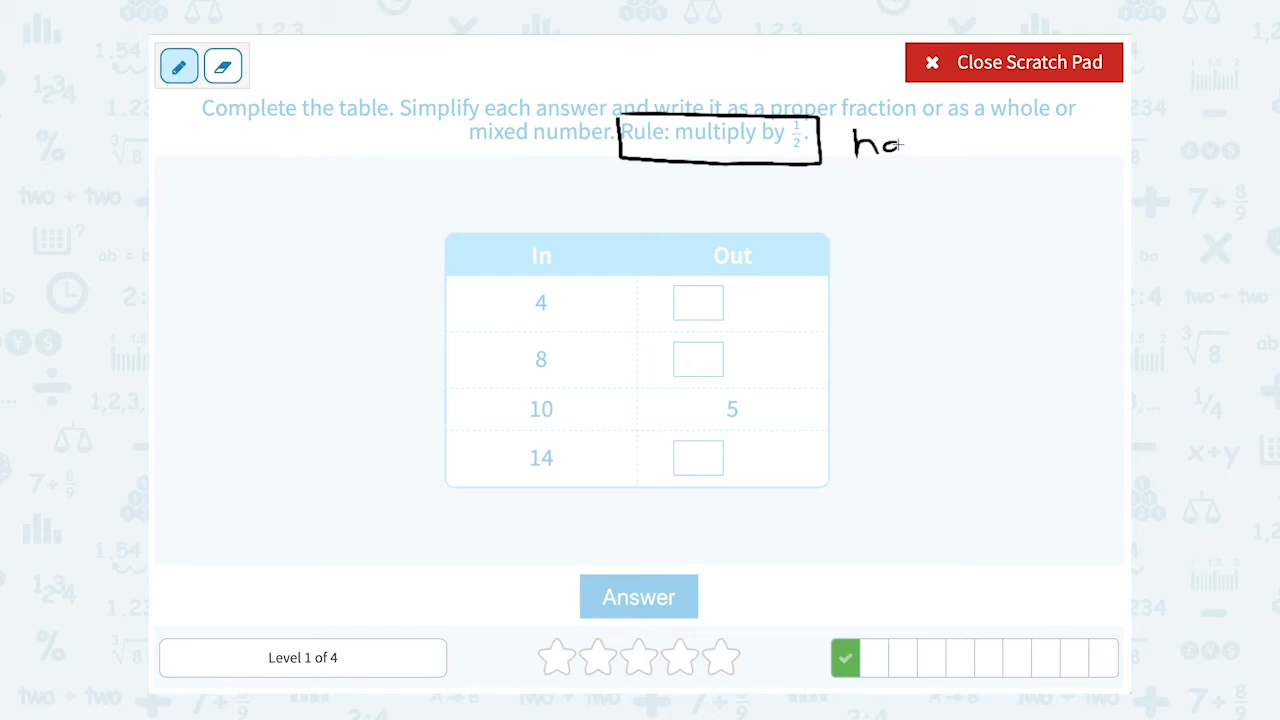 Close Scratch Pad
Complete the table. Simplify each answer and write it as a proper fraction or as a whole or
mixed number. Rule: multiply by 1/2.
ha
In Out
4
8
10 5
14
Answer
Level 1 of 4